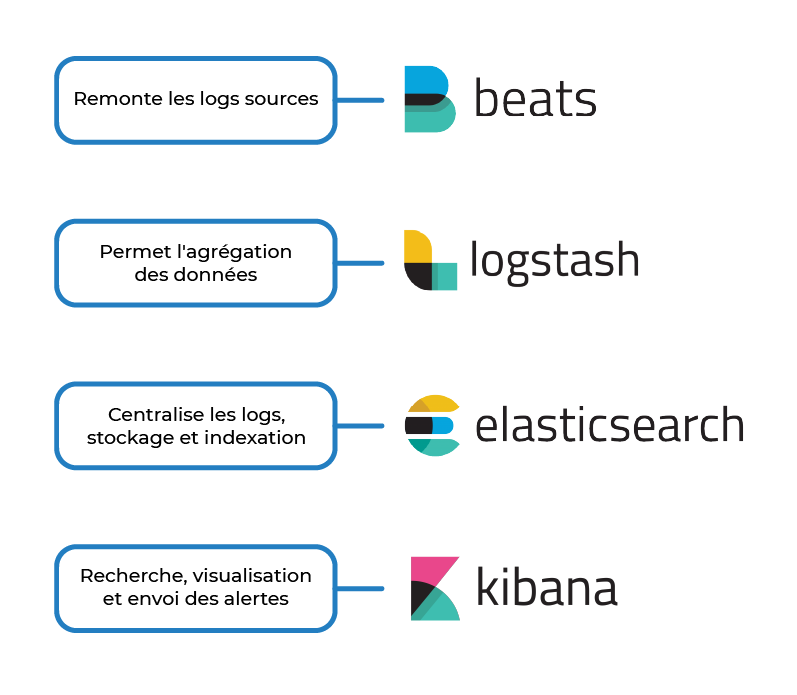 Remonte les logs sources
beats
Permet l'agrégation
des données
logstash
Centralise les logs,
stockage et indexation
elasticsearch
Recherche, visualisation
et envoi des alertes
kibana